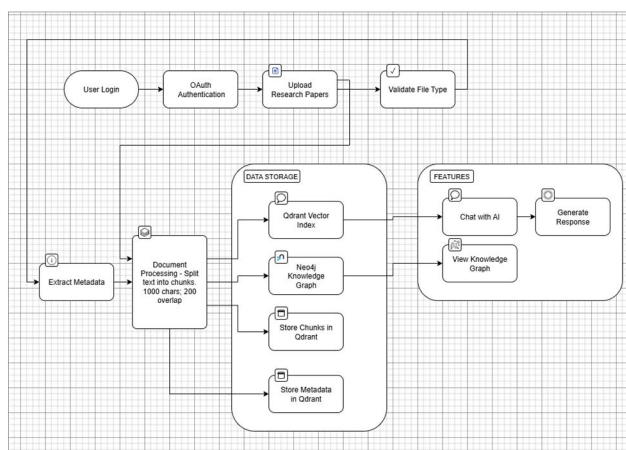 User Login
OAuth
Authentication
Upload
Research Papers
Validate File Type
DATA STORAGE
FEATURES
Qdrant Vector
Index
Chat with AI
Generate
Response
Document
Processing - Split
text into chunks.
1000 chars; 200
overlap
Extract Metadata
Neo4j
Knowledge
Graph
View Knowledge
Graph
Store Chunks in
Qdrant
Store Metadata
in Qdrant